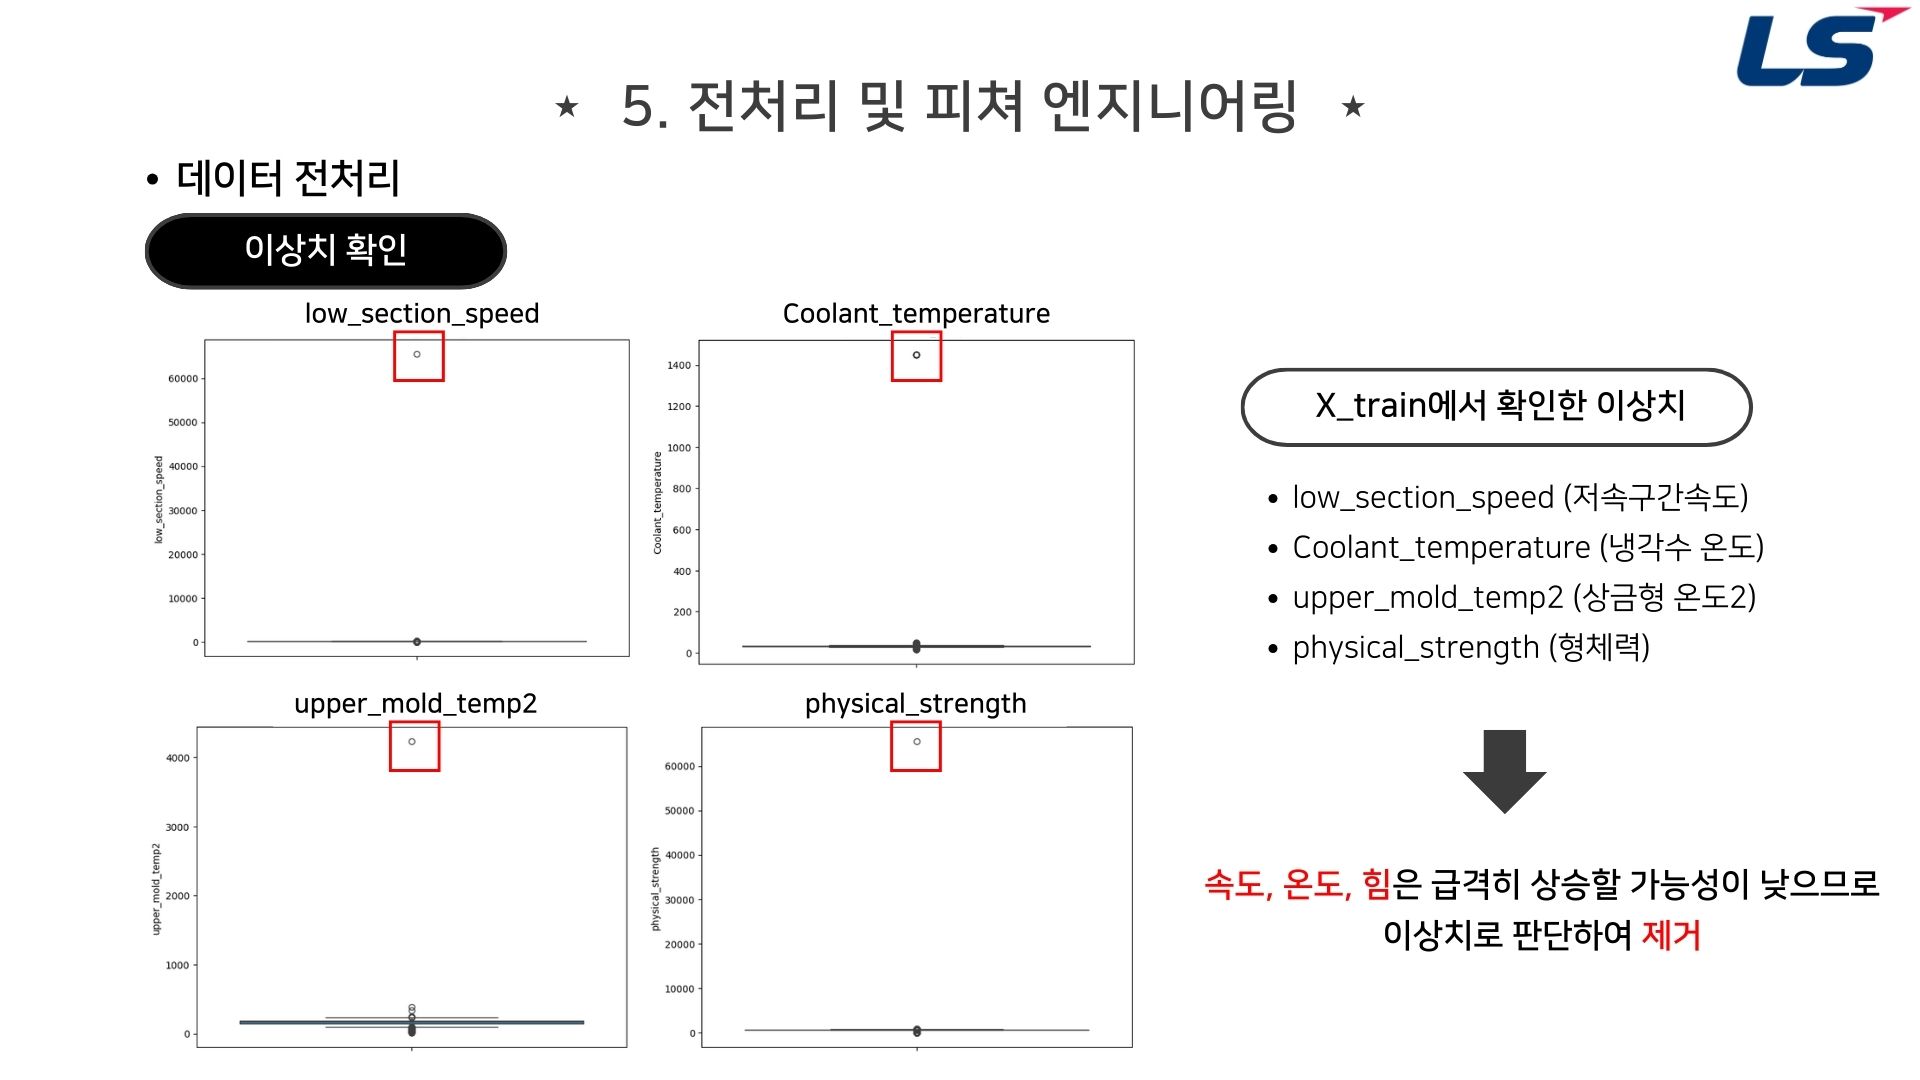 LS
★ 5. 전처리 및 피쳐 엔지니어링 ★
• 데이터 전처리
이상치 확인
low_section_speed
60000
50000
40000
30000
20000
10000
0
low_section_speed
Coolant_temperature
1400
1200
1000
800
600
400
200
0
Coolant_temperature
upper_mold_temp2
4000
3000
2000
1000
0
upper_mold_temp2
physical_strength
60000
50000
40000
30000
20000
10000
0
physical_strength
X_train에서 확인한 이상치
• low_section_speed (저속구간속도)
• Coolant_temperature (냉각수 온도)
• upper_mold_temp2 (상금형 온도2)
• physical_strength (형체력)
속도, 온도, 힘은 급격히 상승할 가능성이 낮으므로
이상치로 판단하여 제거